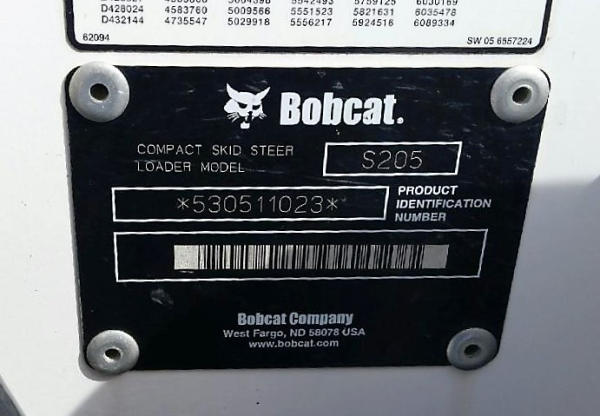 D428024 4583760 5009566 5551523 5821631 6035478
D432144 4735547 5029918 5556217 5924516 6089334
62094 SW 05 6557224
Bobcat.
COMPACT SKID STEER
LOADER MODEL
S205
*530511023*
PRODUCT
IDENTIFICATION
NUMBER
Bobcat Company
West Fargo, ND 58078 USA
www.bobcat.com